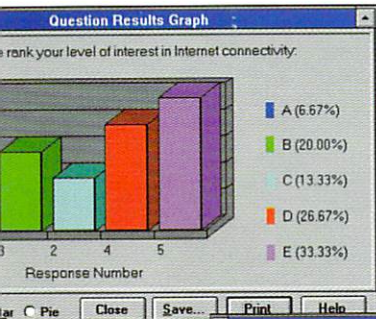 Question Results Graph
rank your level of interest in Internet connectivity:
A (6.67%)
B (20.00%)
C (13.33%)
D (26.67%)
E (33.33%)
3 2 4 5
Response Number
Pie Close Save... Print Help